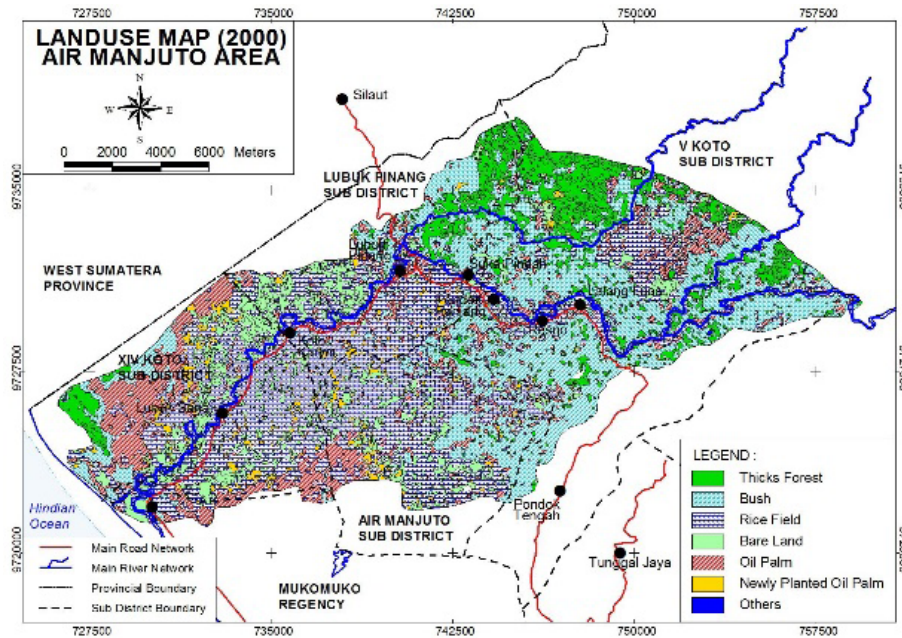 727500 735000 742500 750000 757500
LANDUSE MAP (2000)
AIR MANJUTO AREA
N
W E
S
0 2000 4000 6000 Meters
Silaut
V KOTO
SUB DISTRICT
LUBUK PINANG
SUB DISTRICT
9735000
WEST SUMATERA
PROVINCE
Lalang Luas
XIV KOTO
SUB DISTRICT
9727500
Hindian
Ocean
AIR MANJUTO
SUB DISTRICT
Pondok
Tengah
Tunggal Jaya
MUKOMUKO
REGENCY
9720000
Main Road Network
Main River Network
Provincial Boundary
Sub District Boundary
LEGEND :
Thicks Forest
Bush
Rice Field
Bare Land
Oil Palm
Newly Planted Oil Palm
Others
727500 735000 742500 750000 757500